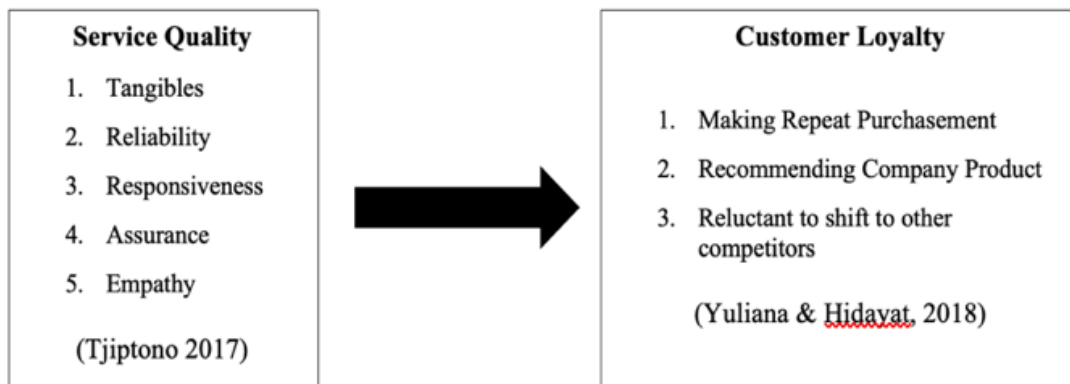 Service Quality
1. Tangibles
2. Reliability
3. Responsiveness
4. Assurance
5. Empathy
(Tjiptono 2017)
Customer Loyalty
1. Making Repeat Purchasement
2. Recommending Company Product
3. Reluctant to shift to other
competitors
(Yuliana & Hidayat, 2018)